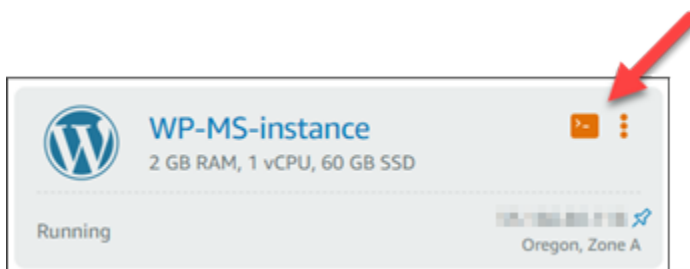 WP-MS-instance
2 GB RAM, 1 vCPU, 60 GB SSD
Running
Oregon, Zone A